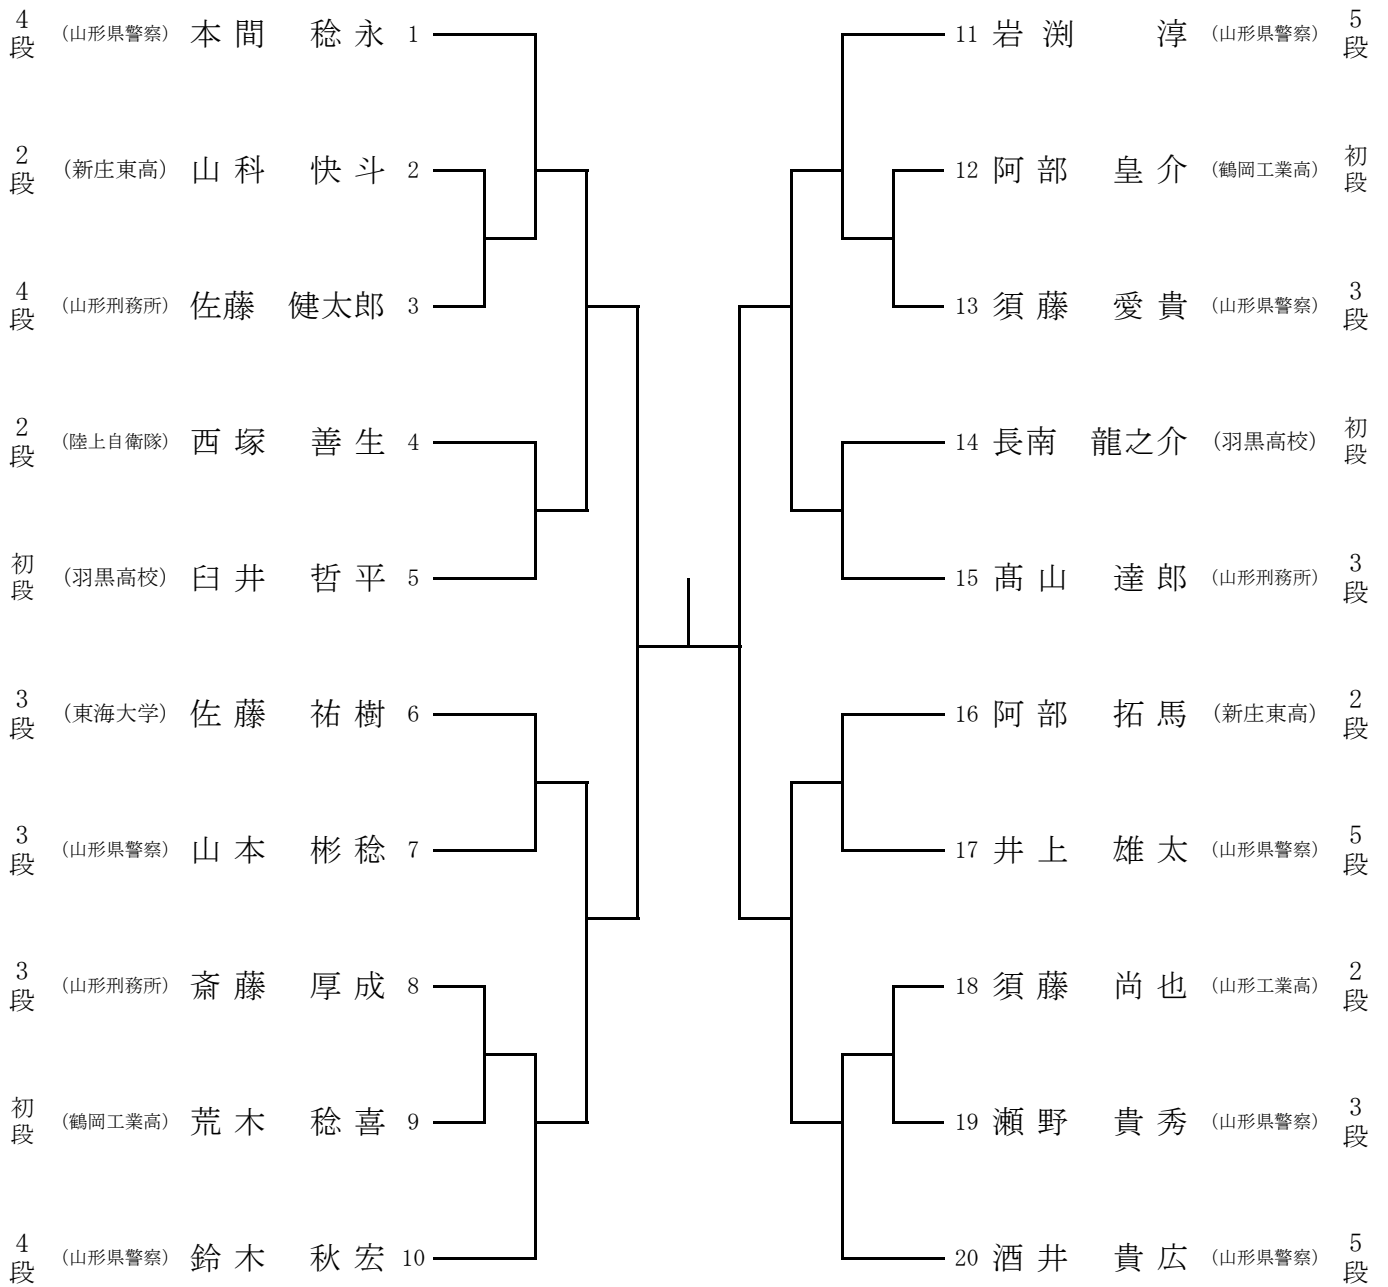 4段 (山形県警察) 本間 稔永 1
2段 (新庄東高) 山科 快斗 2
4段 (山形刑務所) 佐藤 健太郎 3
2段 (陸上自衛隊) 西塚 善生 4
初段 (羽黒高校) 臼井 哲平 5
3段 (東海大学) 佐藤 祐樹 6
3段 (山形県警察) 山本 彬稔 7
3段 (山形刑務所) 斎藤 厚成 8
初段 (鶴岡工業高) 荒木 稔喜 9
4段 (山形県警察) 鈴木 秋宏 10
11 岩渕 淳 (山形県警察) 5段
12 阿部 皇介 (鶴岡工業高) 初段
13 須藤 愛貴 (山形県警察) 3段
14 長南 龍之介 (羽黒高校) 初段
15 髙山 達郎 (山形刑務所) 3段
16 阿部 拓馬 (新庄東高) 2段
17 井上 雄太 (山形県警察) 5段
18 須藤 尚也 (山形工業高) 2段
19 瀬野 貴秀 (山形県警察) 3段
20 酒井 貴広 (山形県警察) 5段